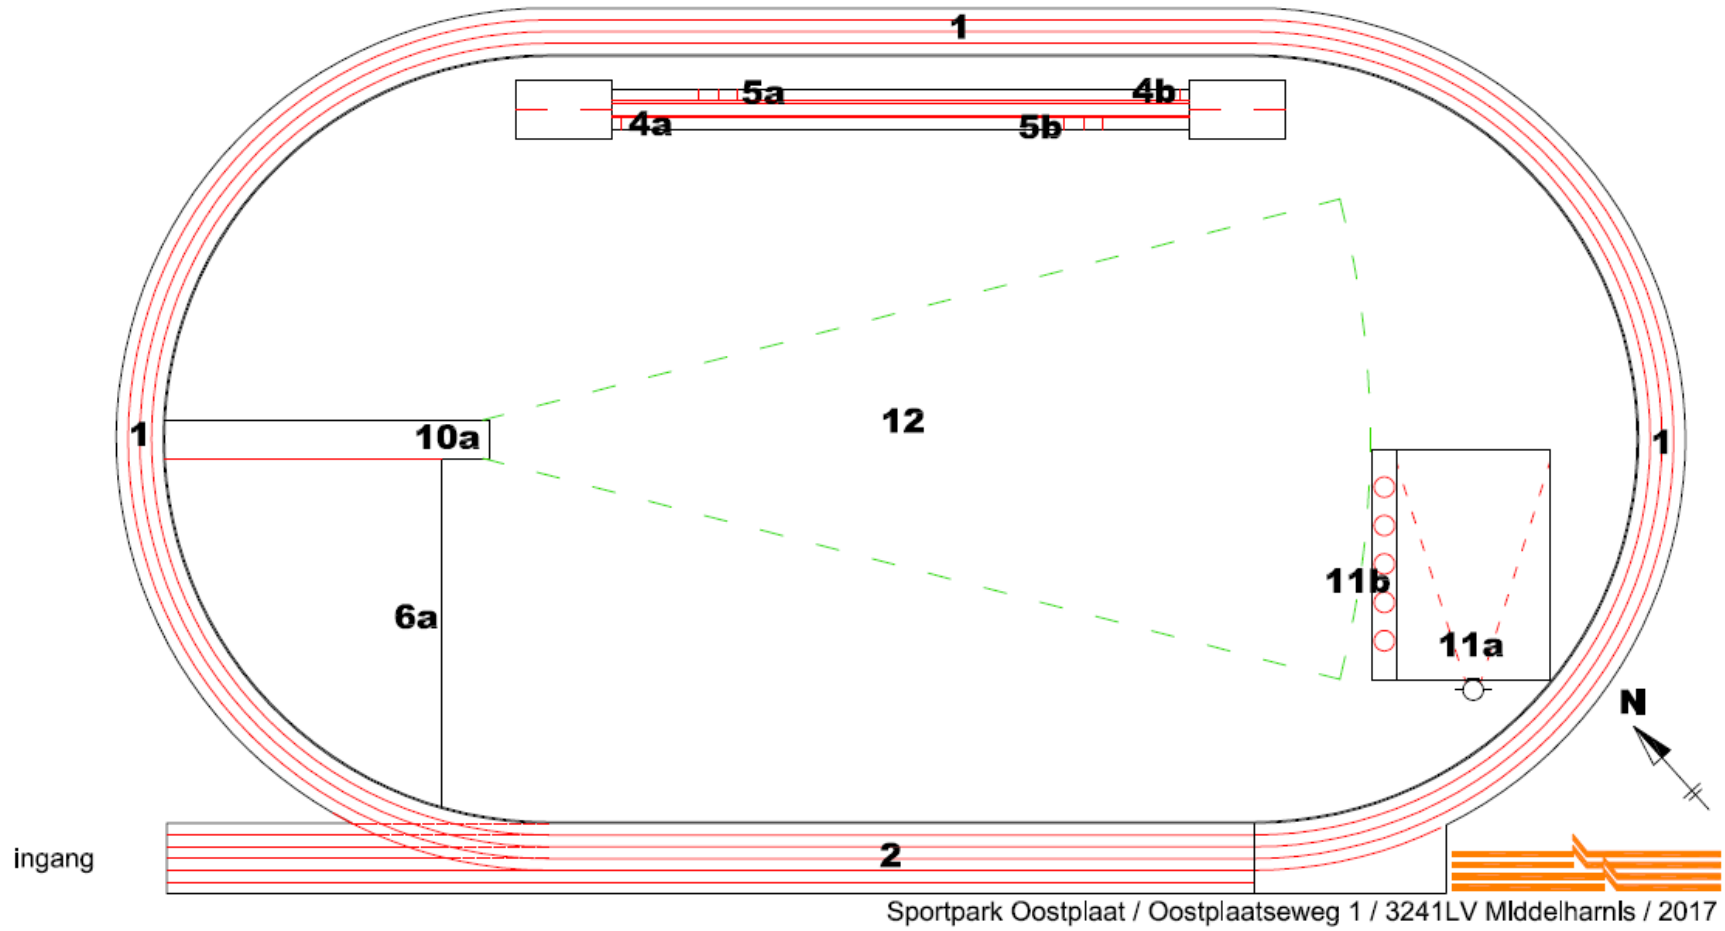 1
5a
4b
4a
5b
12
1
10a
1
11b
6a
11a
N
ingang
2
Sportpark Oostplaat / Oostplaatseweg 1 / 3241LV Middelharnis / 2017